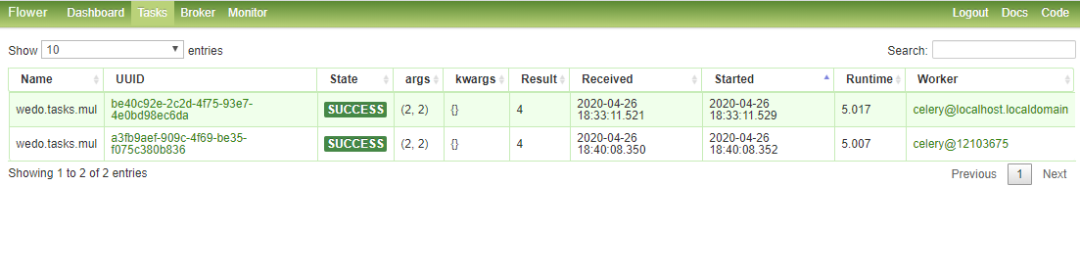 Flower Dashboard Tasks Broker Monitor Logout Docs Code
Show 10 entries Search:
Name UUID State args kwargs Result Received Started Runtime Worker
wedo.tasks.mul be40c92e-2c2d-4f75-93e7-4e0bd98ec6da SUCCESS (2, 2) {} 4 2020-04-26 18:33:11.521 2020-04-26 18:33:11.529 5.017 celery@localhost.localdomain
wedo.tasks.mul a3fb9aef-909c-4f69-be35-f075c380b836 SUCCESS (2, 2) {} 4 2020-04-26 18:40:08.350 2020-04-26 18:40:08.352 5.007 celery@12103675
Showing 1 to 2 of 2 entries Previous 1 Next